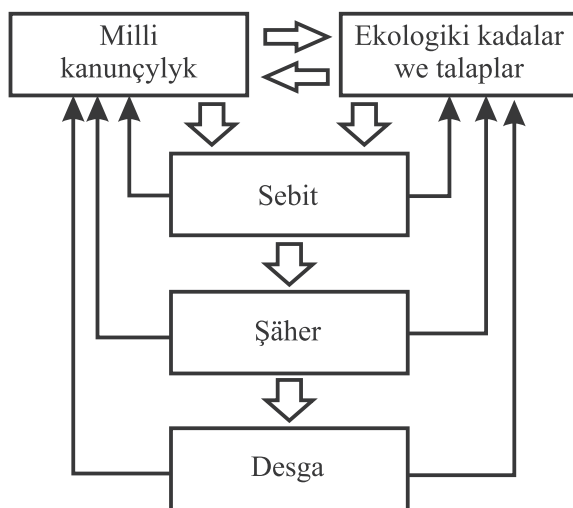 Milli
kanunçylyk
Ekologiki kadalar
we talaplar
Sebit
Şäher
Desga